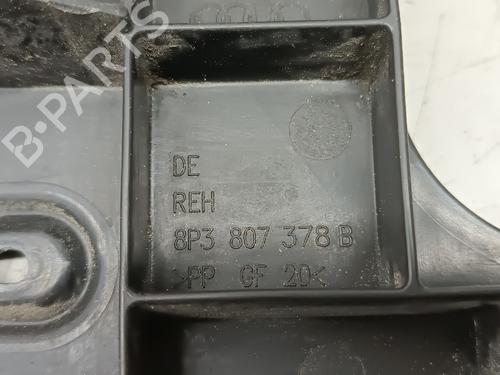 B-PARTS
DE
REH
8P3 807 378 B
>PP GF 20<